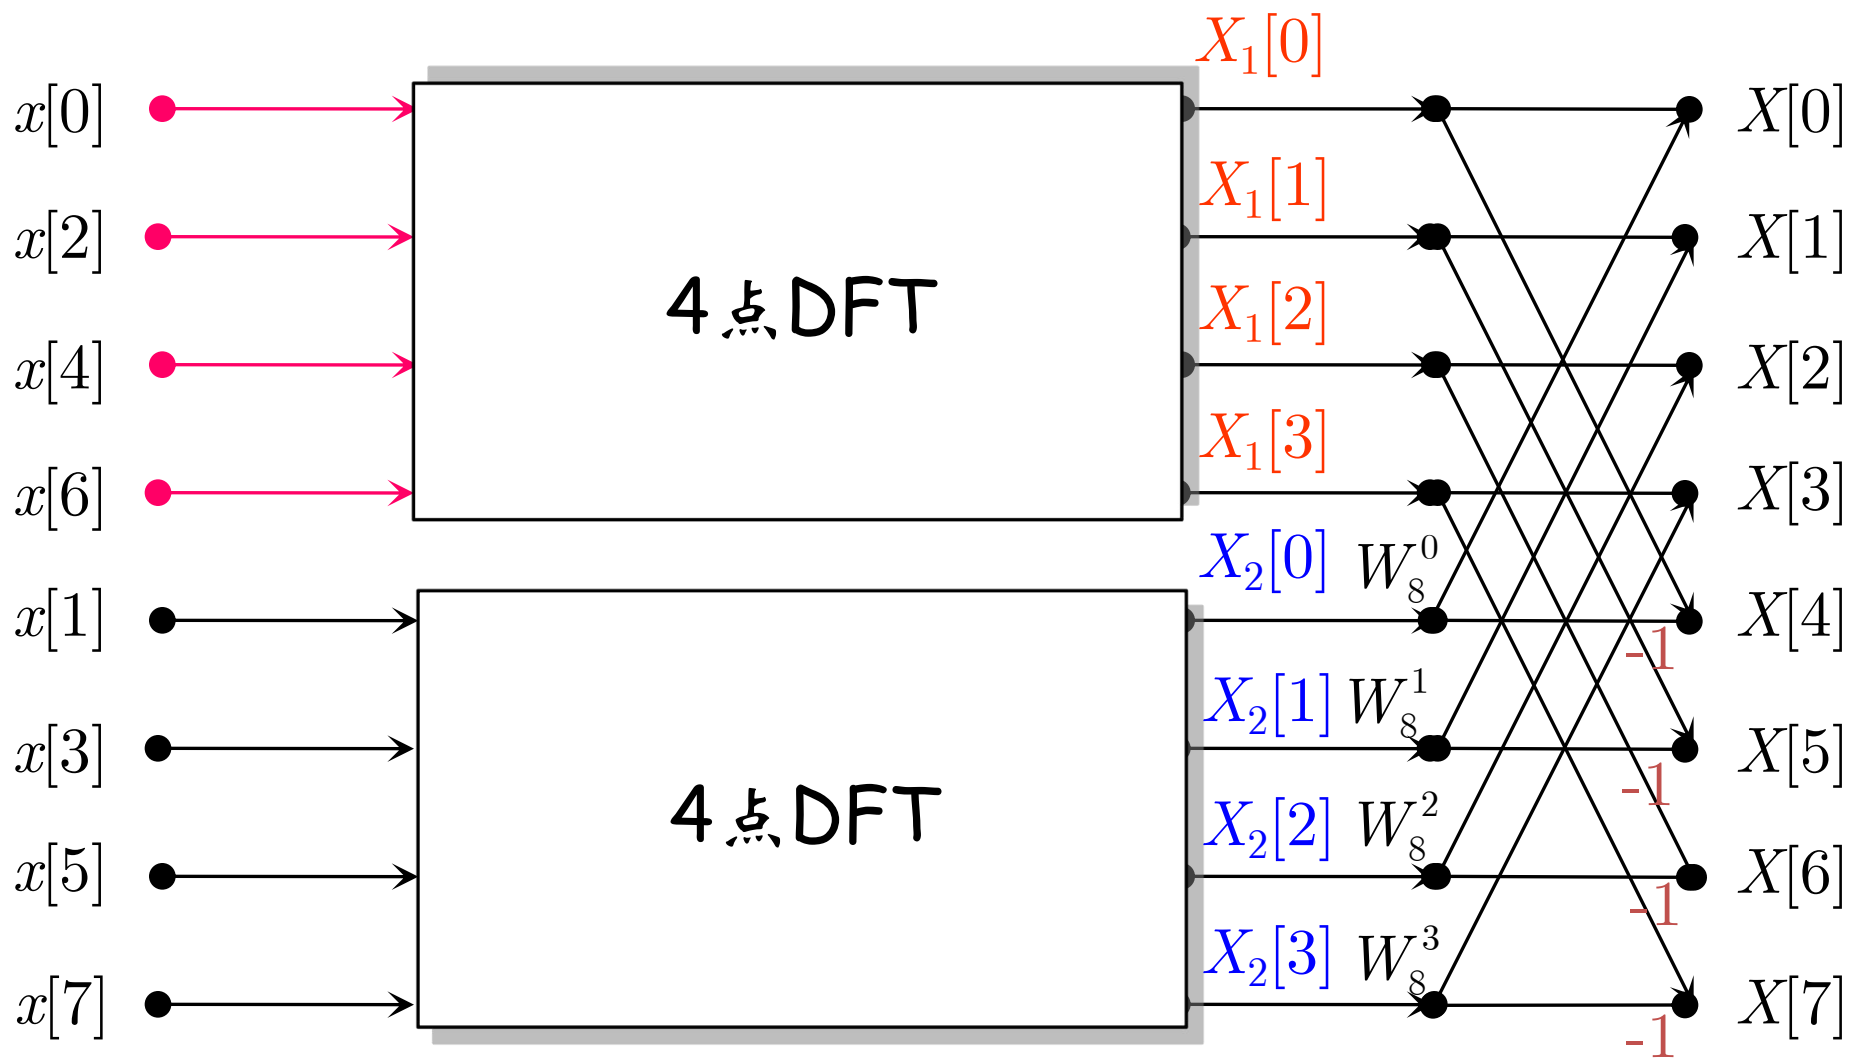 X₁[0]
x[0] X[0]
X₁[1]
x[2] X[1]
4点DFT X₁[2]
x[4] X[2]
X₁[3]
x[6] X[3]
X₂[0] W₈⁰
x[1] X[4]
-1
X₂[1] W₈¹
x[3] X[5]
-1
4点DFT X₂[2] W₈²
x[5] X[6]
-1
X₂[3] W₈³
x[7] X[7]
-1